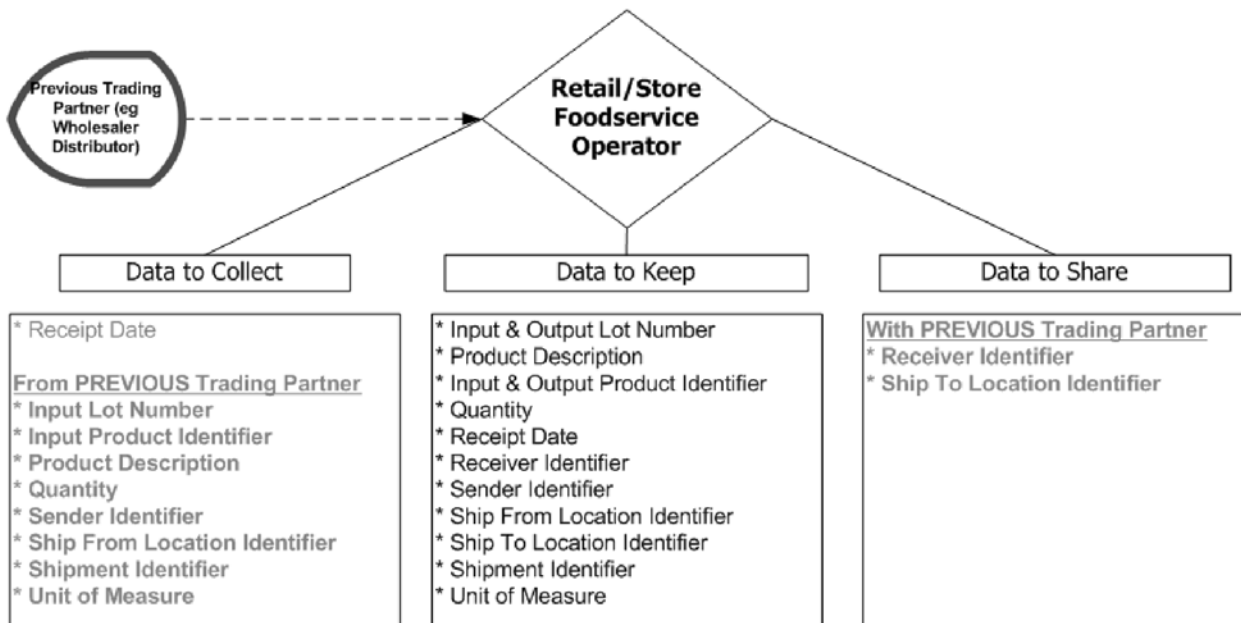 Previous Trading
Partner (eg
Wholesaler
Distributor)
Retail/Store
Foodservice
Operator
Data to Collect
* Receipt Date
From PREVIOUS Trading Partner
* Input Lot Number
* Input Product Identifier
* Product Description
* Quantity
* Sender Identifier
* Ship From Location Identifier
* Shipment Identifier
* Unit of Measure
Data to Keep
* Input & Output Lot Number
* Product Description
* Input & Output Product Identifier
* Quantity
* Receipt Date
* Receiver Identifier
* Sender Identifier
* Ship From Location Identifier
* Ship To Location Identifier
* Shipment Identifier
* Unit of Measure
Data to Share
With PREVIOUS Trading Partner
* Receiver Identifier
* Ship To Location Identifier